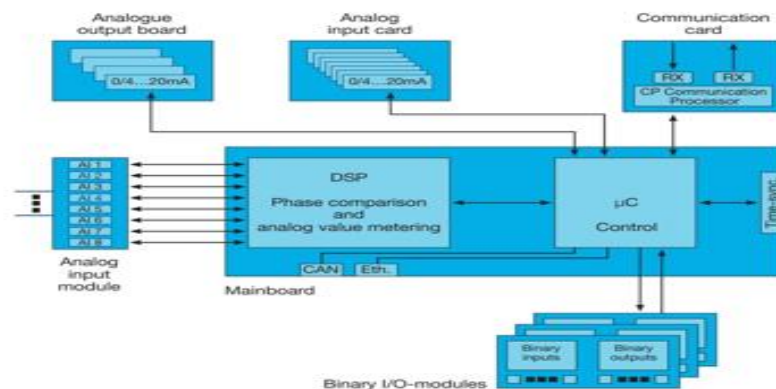 Analogue
output board
0/4...20mA
Analog
input card
0/4...20mA
Communication
card
RX
RX
CP Communication
Processor
AI 1
AI 2
AI 3
AI 4
AI 5
AI 6
AI 7
AI 8
Analog
input
module
DSP
Phase comparison
and
analog value metering
µC
Control
Time-sync
CAN
Eth.
Mainboard
Binary
inputs
Binary
outputs
Binary I/O-modules